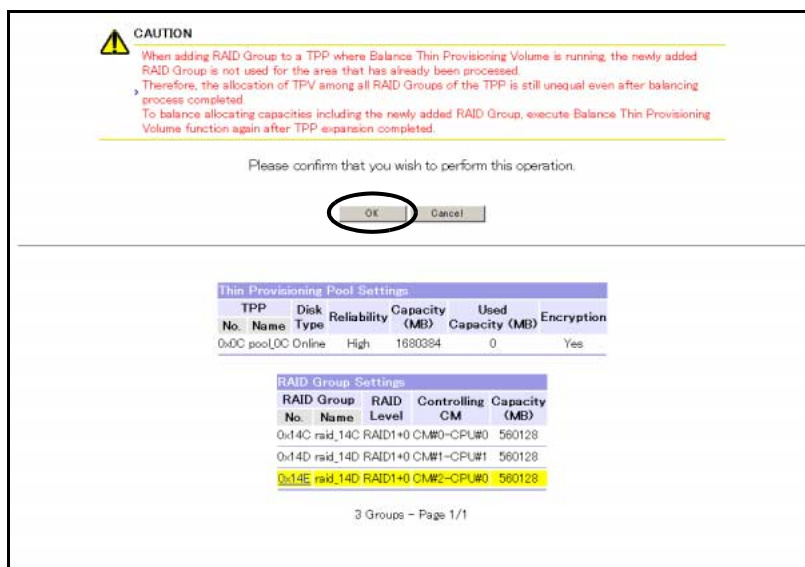 CAUTION
When adding RAID Group to a TPP where Balance Thin Provisioning Volume is running, the newly added
RAID Group is not used for the area that has already been processed.
Therefore, the allocation of TPV among all RAID Groups of the TPP is still unequal even after balancing
process completed.
To balance allocating capacities including the newly added RAID Group, execute Balance Thin Provisioning
Volume function again after TPP expansion completed.
Please confirm that you wish to perform this operation.
OK Cancel
Thin Provisioning Pool Settings
TPP Disk Type Reliability Capacity (MB) Used Capacity (MB) Encryption
No. Name
0x0C pool_0C Online High 1680384 0 Yes
RAID Group Settings
RAID Group RAID Level Controlling CM Capacity (MB)
No. Name
0x14C raid_14C RAID1+0 CM#0-CPU#0 560128
0x14D raid_14D RAID1+0 CM#1-CPU#1 560128
0x14E raid_14D RAID1+0 CM#2-CPU#0 560128
3 Groups - Page 1/1